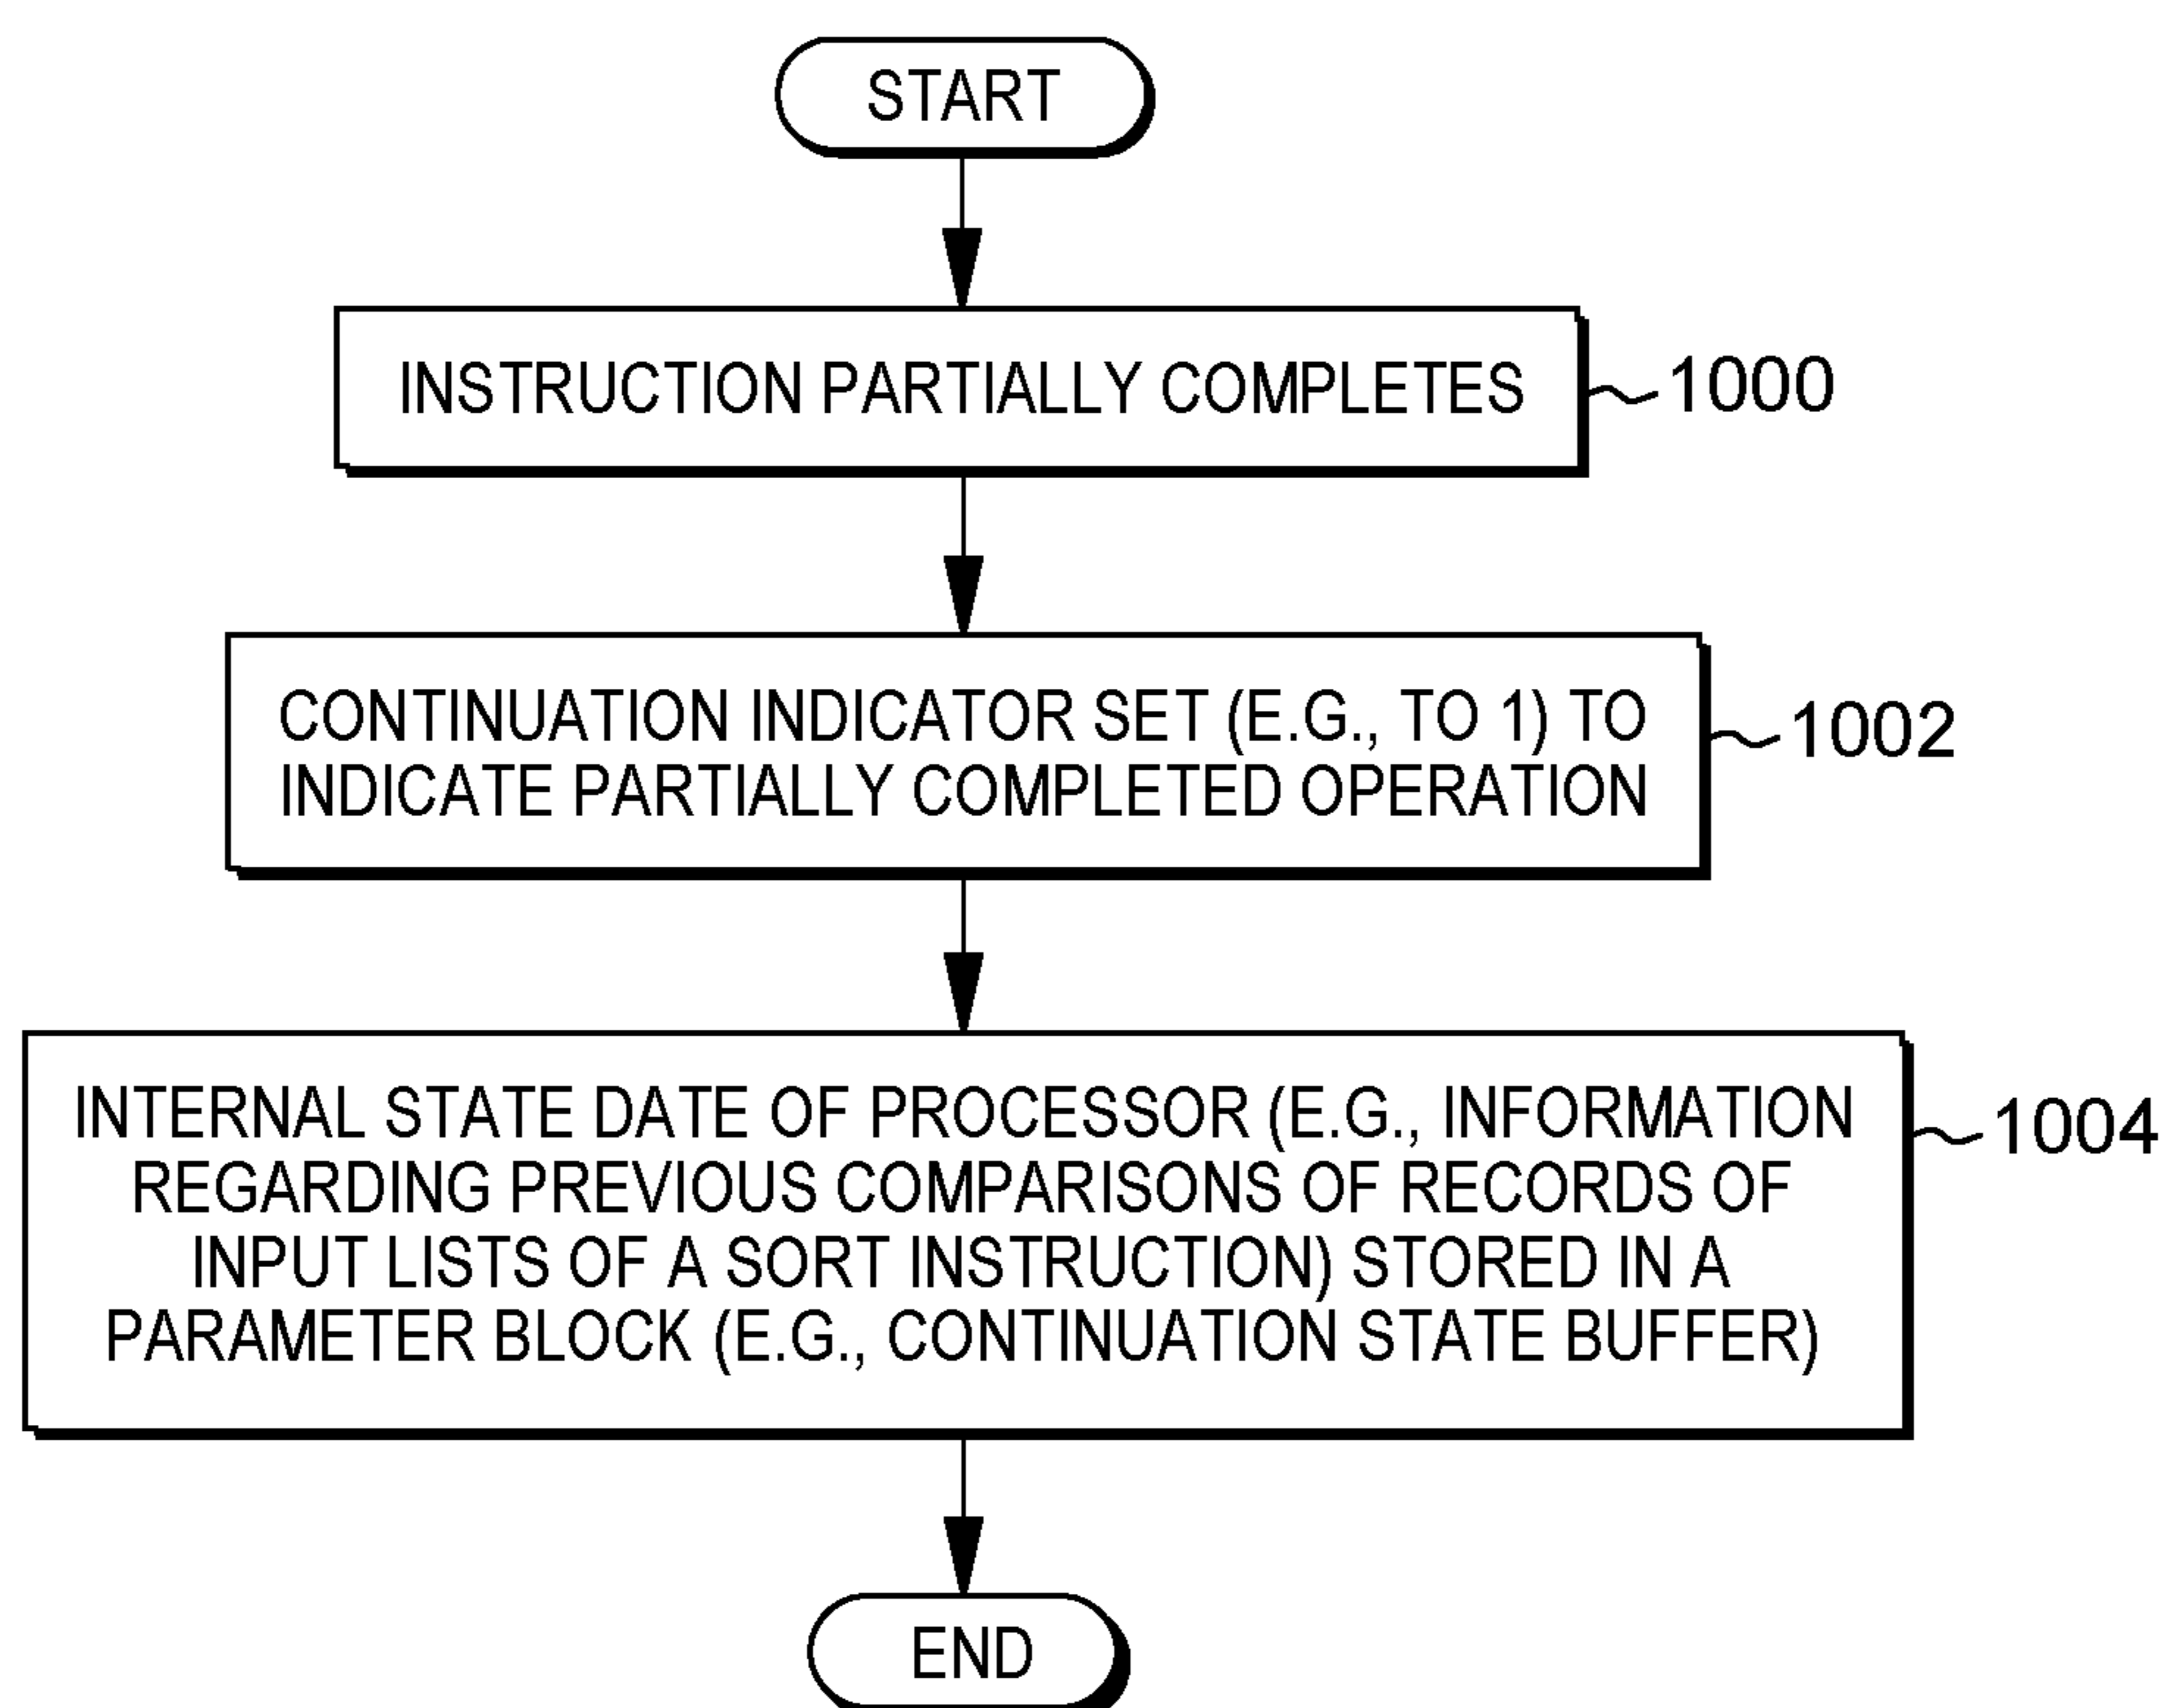 START
INSTRUCTION PARTIALLY COMPLETES
1000
CONTINUATION INDICATOR SET (E.G., TO 1) TO
INDICATE PARTIALLY COMPLETED OPERATION
1002
INTERNAL STATE DATE OF PROCESSOR (E.G., INFORMATION
REGARDING PREVIOUS COMPARISONS OF RECORDS OF
INPUT LISTS OF A SORT INSTRUCTION) STORED IN A
PARAMETER BLOCK (E.G., CONTINUATION STATE BUFFER)
1004
END